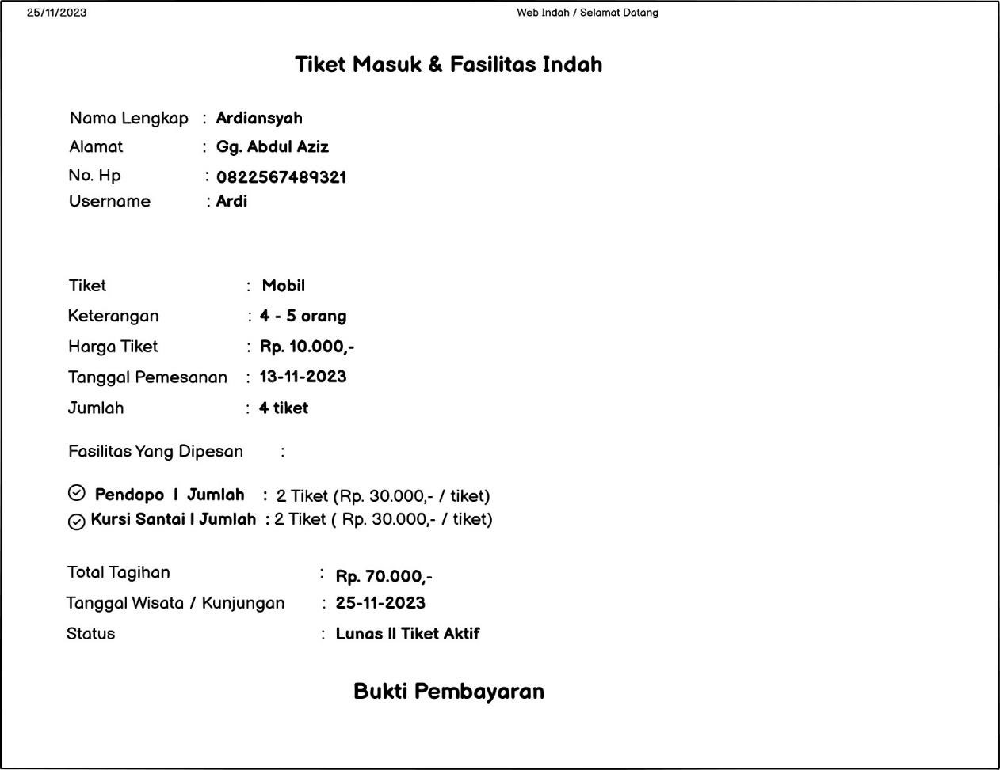 25/11/2023 Web Indah / Selamat Datang
Tiket Masuk & Fasilitas Indah
Nama Lengkap : Ardiansyah
Alamat : Gg. Abdul Aziz
No. Hp : 0822567489321
Username : Ardi
Tiket : Mobil
Keterangan : 4 - 5 orang
Harga Tiket : Rp. 10.000,-
Tanggal Pemesanan : 13-11-2023
Jumlah : 4 tiket
Fasilitas Yang Dipesan :
Pendopo | Jumlah : 2 Tiket (Rp. 30.000,- / tiket)
Kursi Santai | Jumlah : 2 Tiket ( Rp. 30.000,- / tiket)
Total Tagihan : Rp. 70.000,-
Tanggal Wisata / Kunjungan : 25-11-2023
Status : Lunas || Tiket Aktif
Bukti Pembayaran